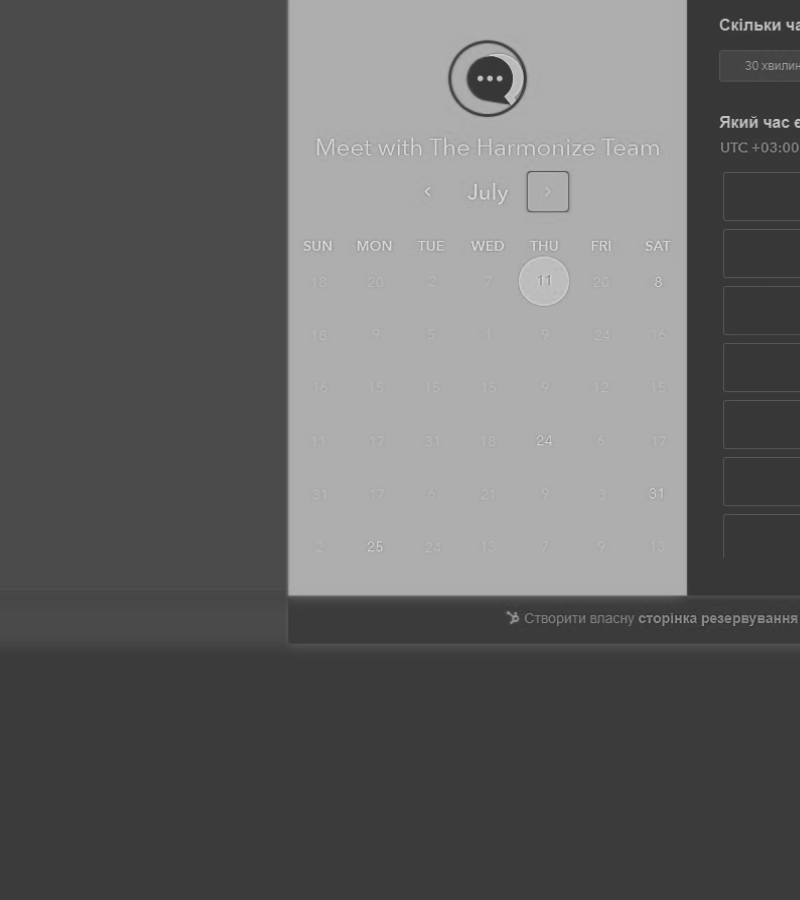 Meet with The Harmonize Team
July
SUN MON TUE WED THU FRI SAT
18 20 2 7 11 20 8
18 9 5 1 9 24 16
16 15 15 15 9 12 15
11 17 31 18 24 6 17
31 17 6 21 9 3 31
2 25 24 13 7 9 13
Скільки ча
30 хвилин
Який час є
UTC +03:00
Створити власну сторінка резервування